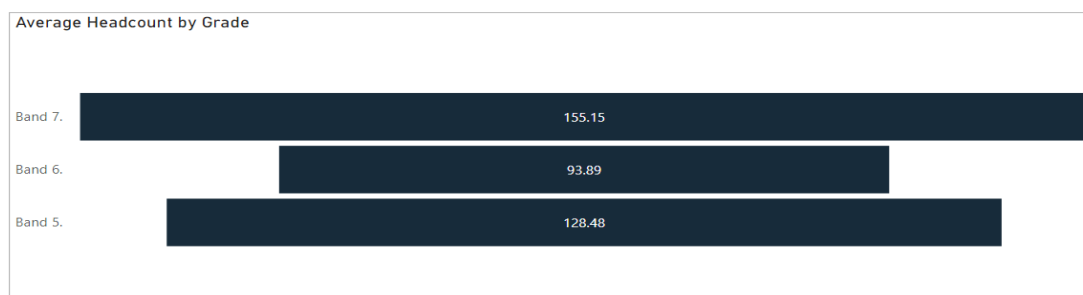 Average Headcount by Grade
Band 7.
155.15
Band 6.
93.89
Band 5.
128.48